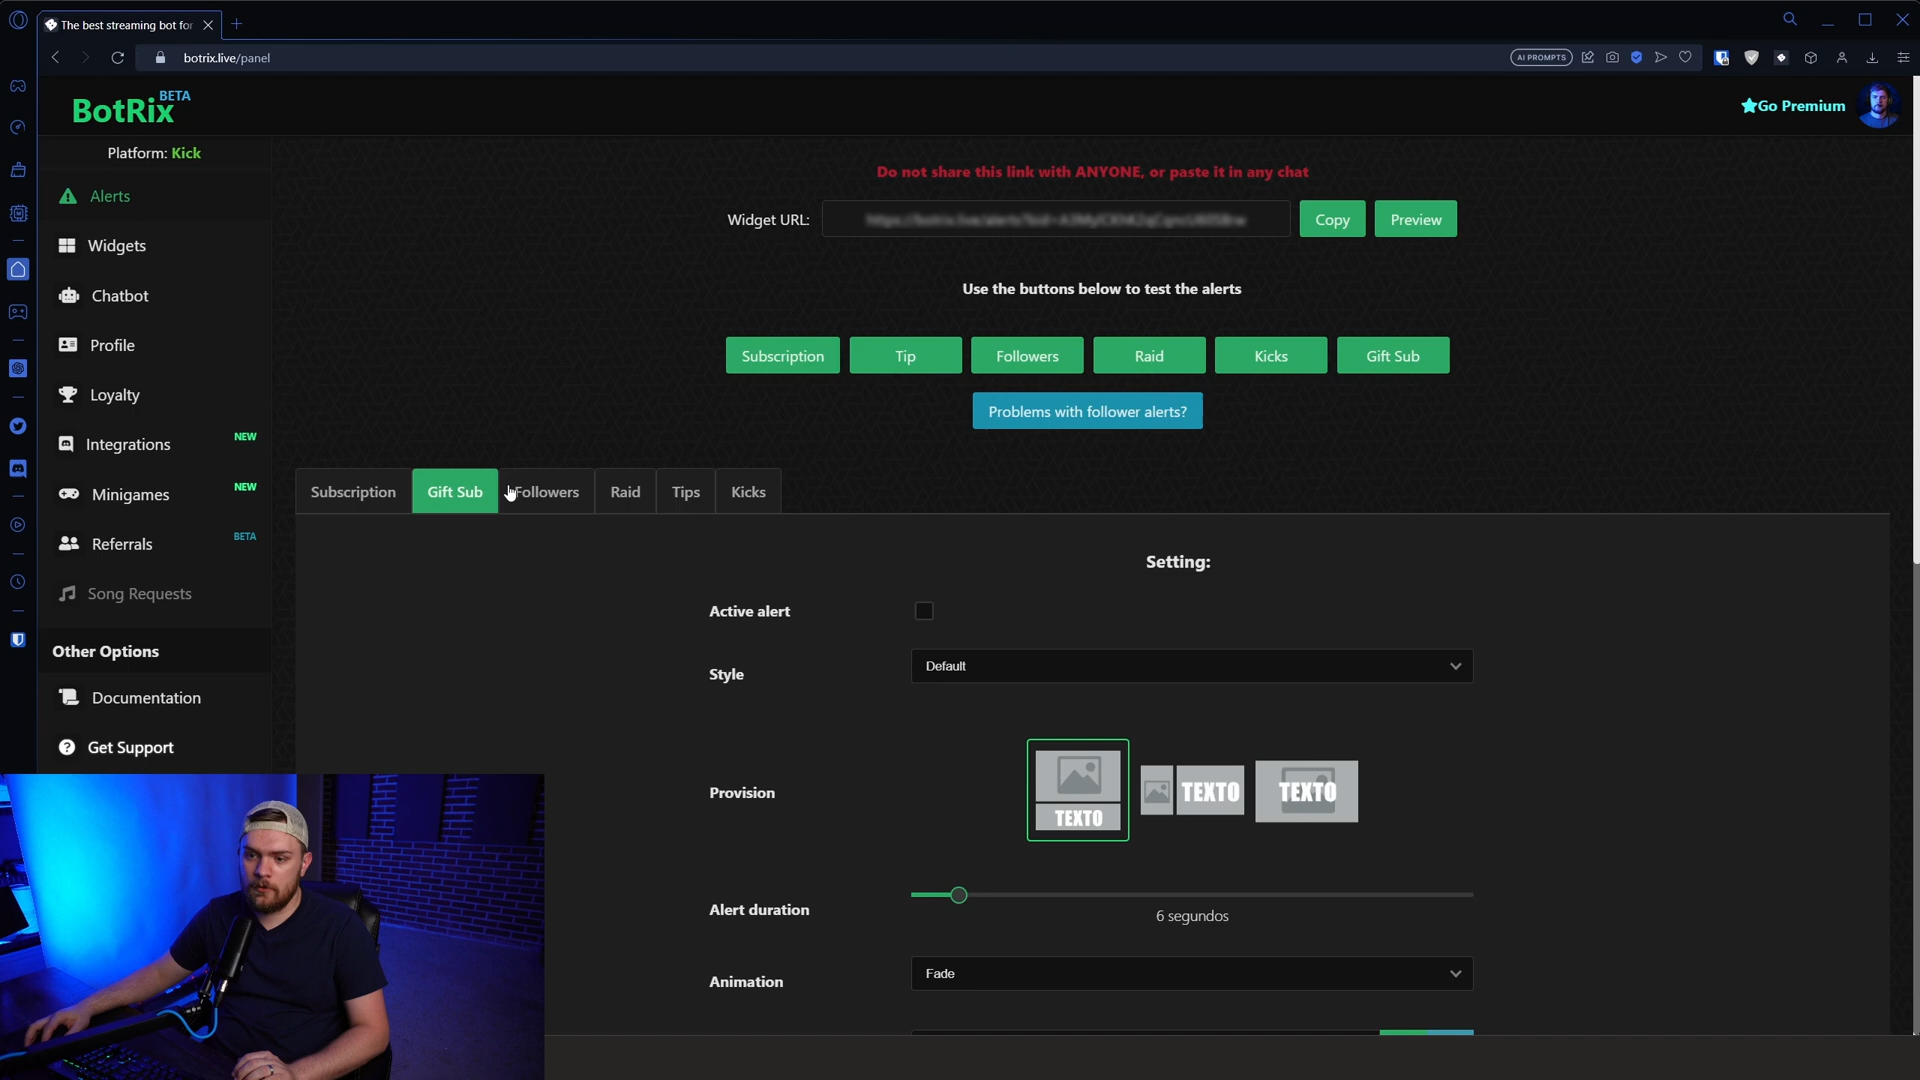 The best streaming bot for
botrix.live/panel
AI PROMPTS
BotRix BETA
Go Premium
Platform: Kick
Alerts
Widgets
Chatbot
Profile
Loyalty
Integrations NEW
Minigames NEW
Referrals BETA
Song Requests
Other Options
Documentation
Get Support
Do not share this link with ANYONE, or paste it in any chat
Widget URL:
Copy
Preview
Use the buttons below to test the alerts
Subscription
Tip
Followers
Raid
Kicks
Gift Sub
Problems with follower alerts?
Subscription
Gift Sub
Followers
Raid
Tips
Kicks
Setting:
Active alert
Style
Default
Provision
TEXTO
TEXTO
TEXTO
Alert duration
6 segundos
Animation
Fade